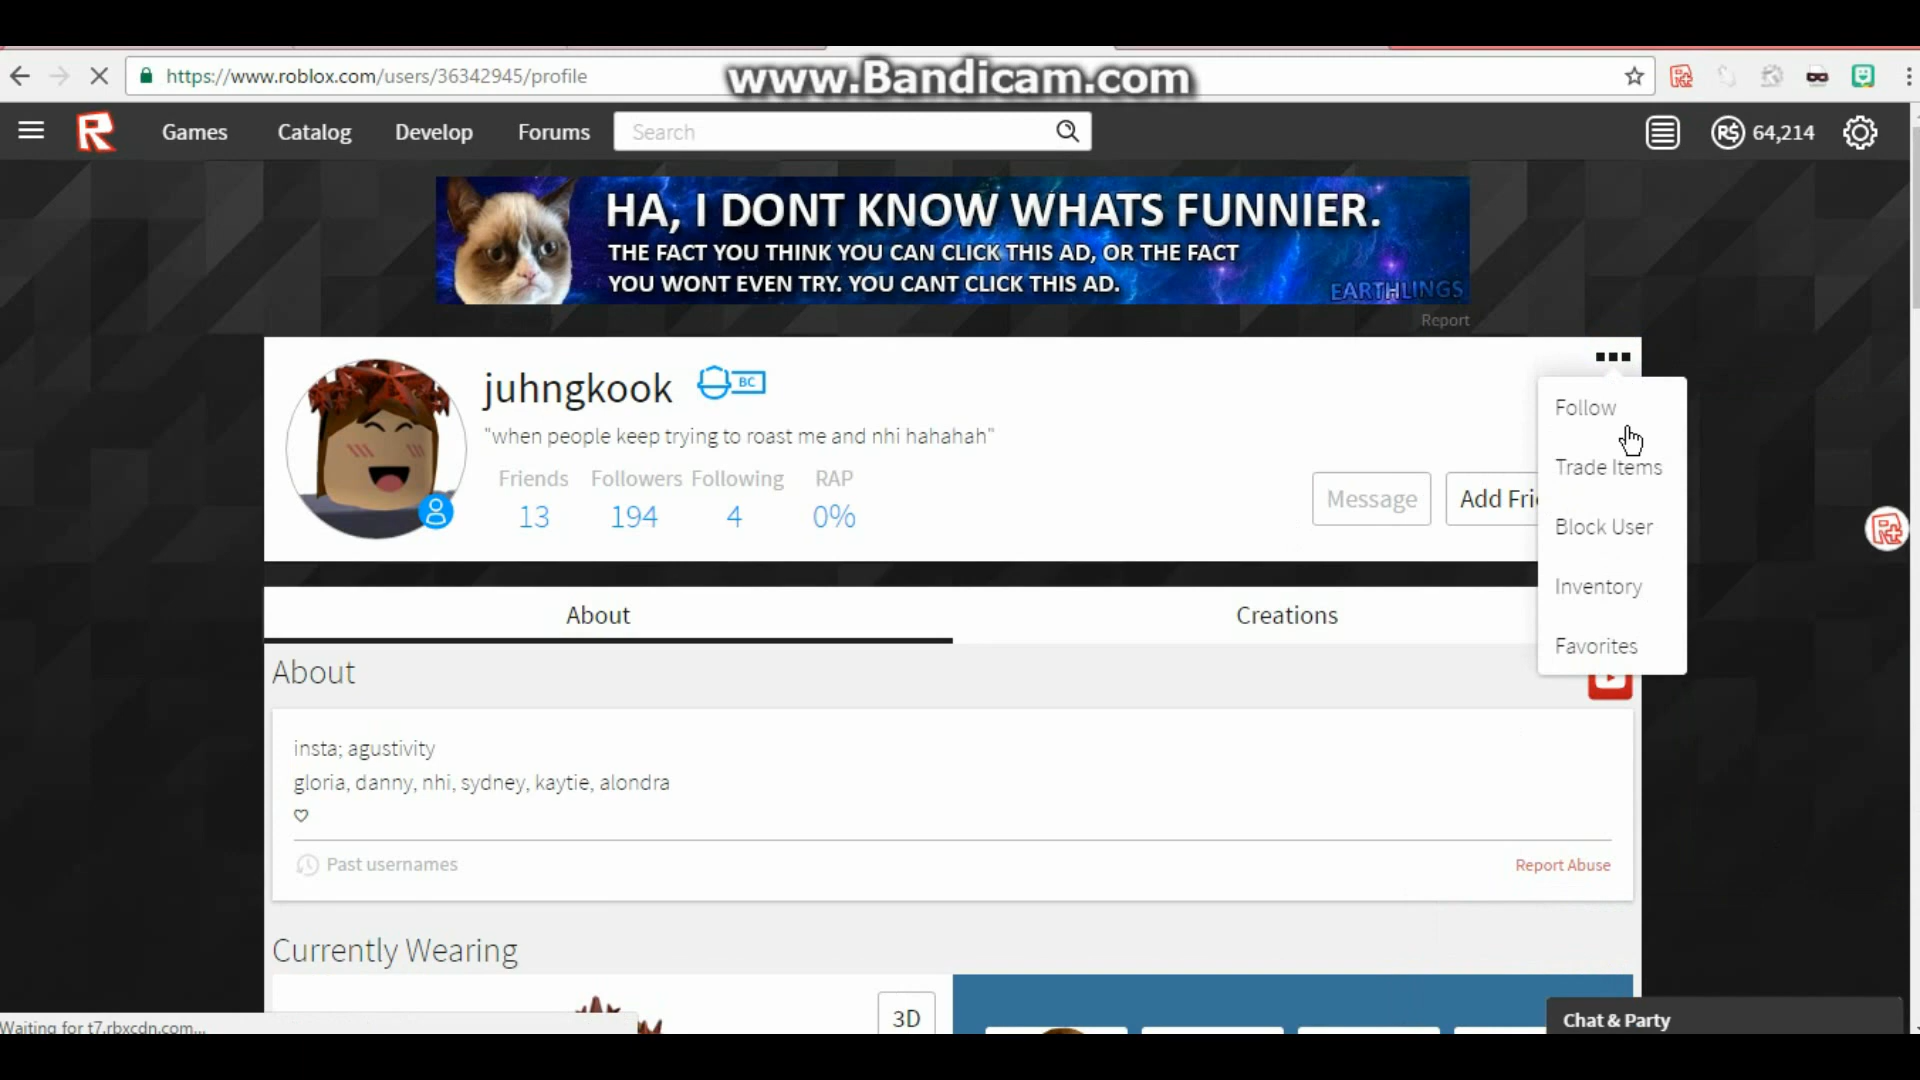 https://www.roblox.com/users/36342945/profile
www.Bandicam.com
Games Catalog Develop Forums Search R$ 64,214
HA, I DONT KNOW WHATS FUNNIER.
THE FACT YOU THINK YOU CAN CLICK THIS AD, OR THE FACT
YOU WONT EVEN TRY. YOU CANT CLICK THIS AD.
EARTHLINGS
Report
juhngkook BC
"when people keep trying to roast me and nhi hahahah"
Friends Followers Following RAP
13 194 4 0%
Message Add Frie
Follow
Trade Items
Block User
Inventory
Favorites
About Creations
About
insta; agustivity
gloria, danny, nhi, sydney, kaytie, alondra
♡
Past usernames Report Abuse
Currently Wearing
3D
Chat & Party
Waiting for t7.rbxcdn.com...